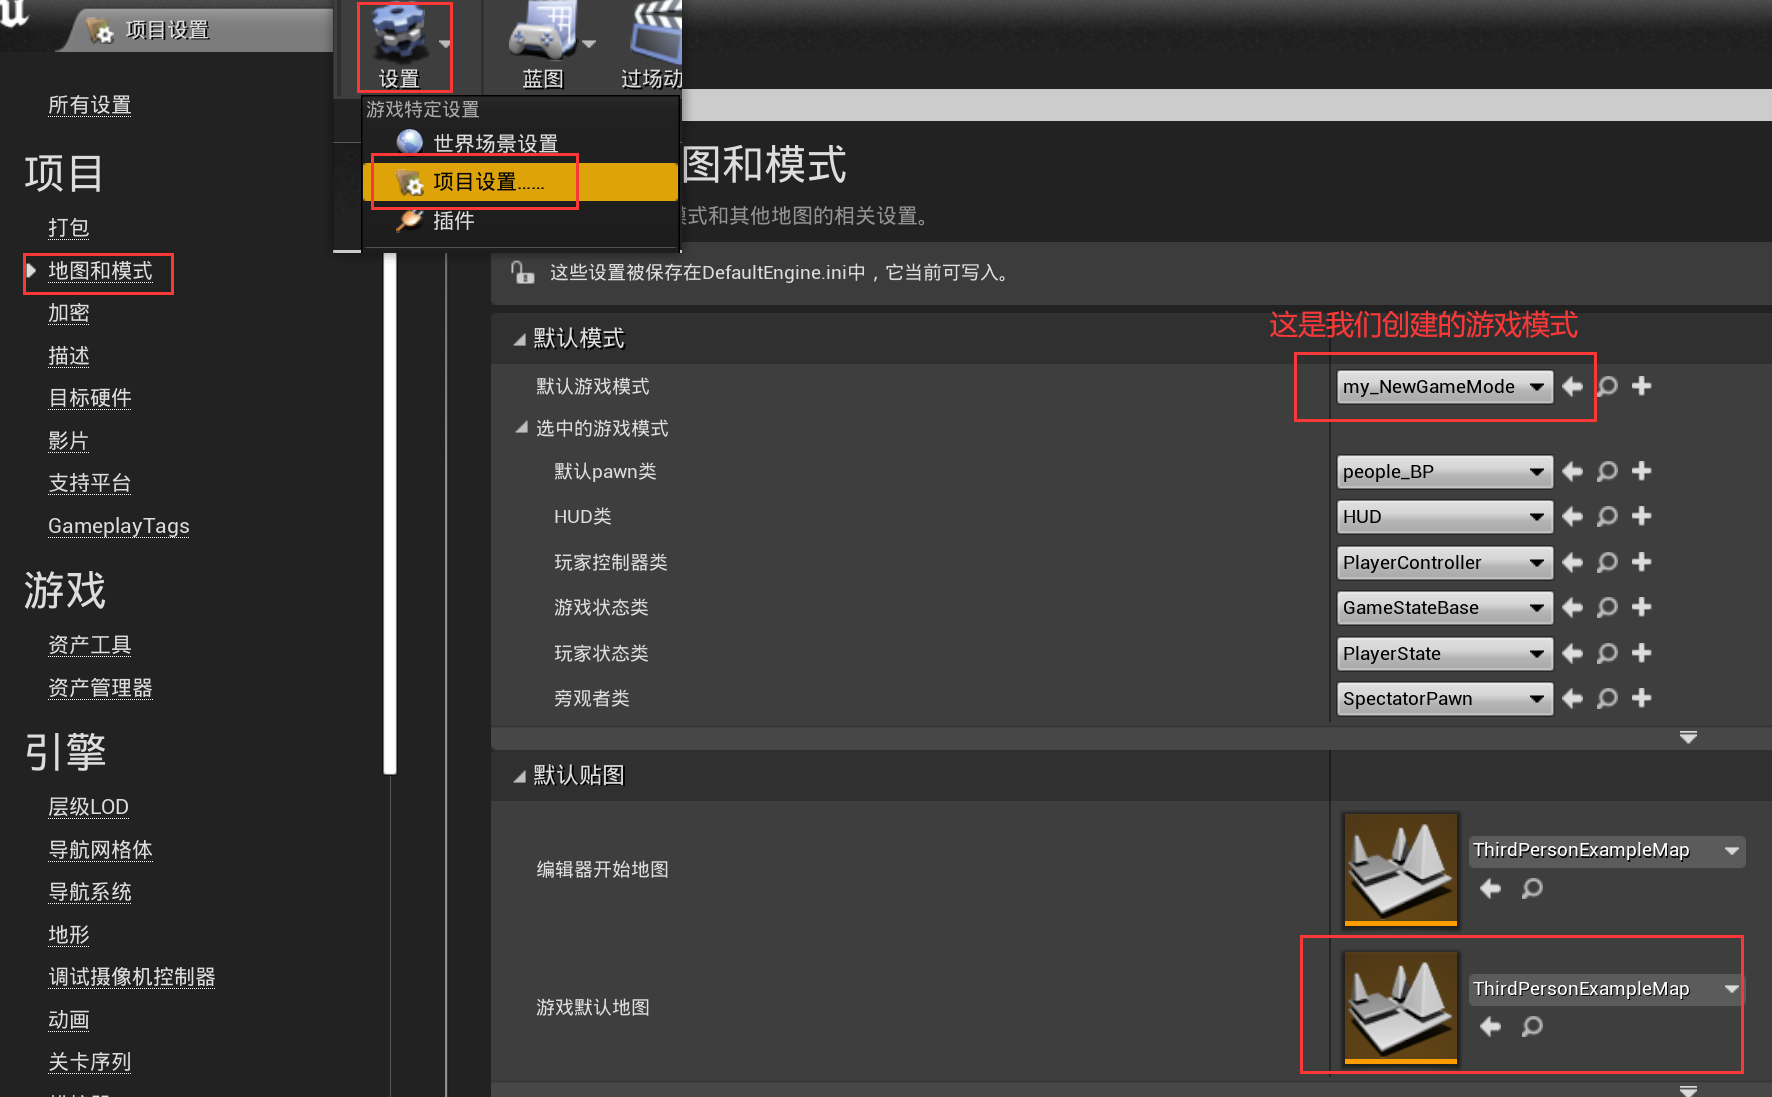 项目设置
设置
蓝图
过场动
游戏特定设置
世界场景设置
项目设置……
插件
所有设置
项目
打包
地图和模式
加密
描述
目标硬件
影片
支持平台
GameplayTags
游戏
资产工具
资产管理器
引擎
层级LOD
导航网格体
导航系统
地形
调试摄像机控制器
动画
关卡序列
图和模式
模式和其他地图的相关设置。
这些设置被保存在DefaultEngine.ini中，它当前可写入。
这是我们创建的游戏模式
默认模式
默认游戏模式 my_NewGameMode
选中的游戏模式
默认pawn类 people_BP
HUD类 HUD
玩家控制器类 PlayerController
游戏状态类 GameStateBase
玩家状态类 PlayerState
旁观者类 SpectatorPawn
默认贴图
编辑器开始地图 ThirdPersonExampleMap
游戏默认地图 ThirdPersonExampleMap